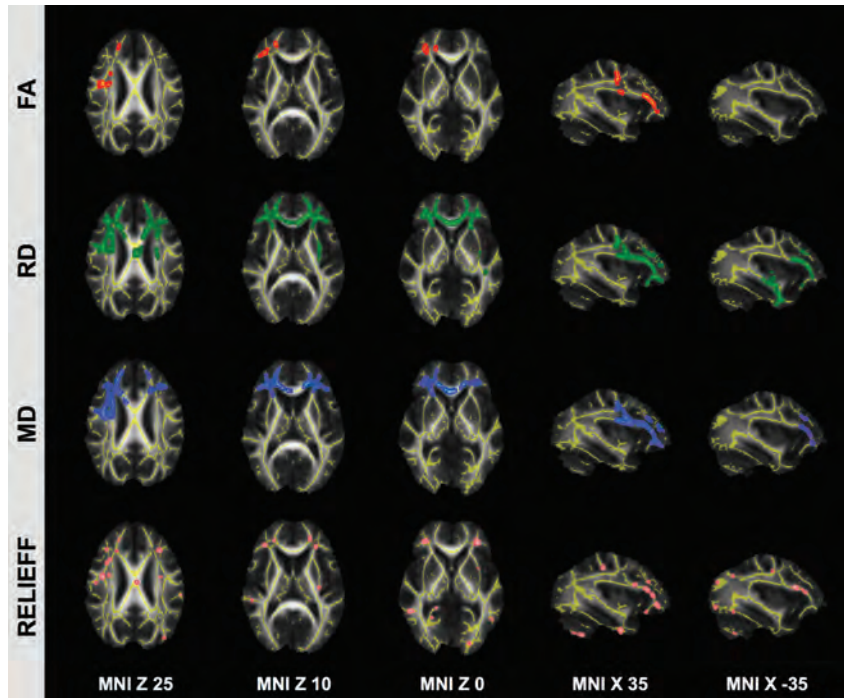 FA
RD
MD
RELIEFF
MNI Z 25
MNI Z 10
MNI Z 0
MNI X 35
MNI X -35